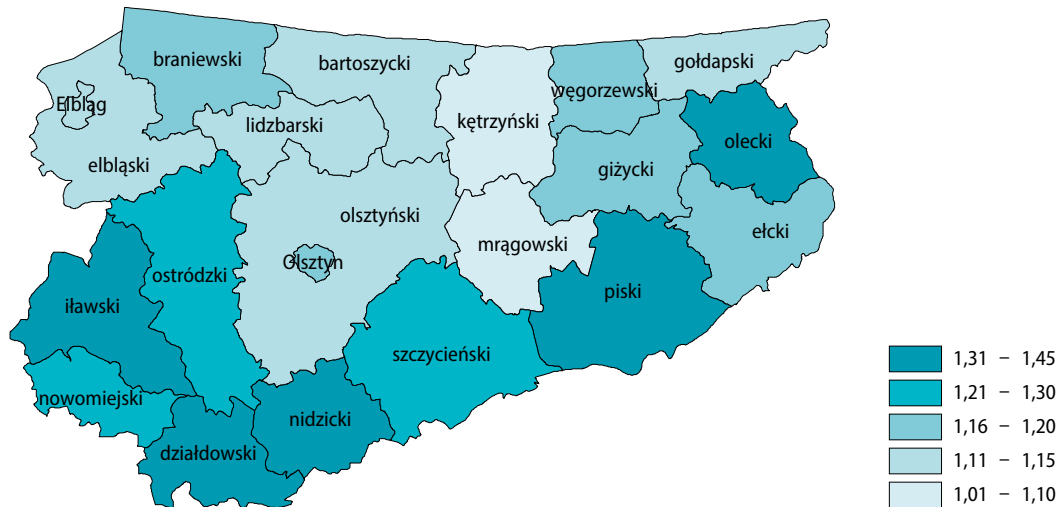 braniewski
bartoszycki
gołdapski
węgorzewski
Elbląg
kętrzyński
lidzbarski
olecki
elbląski
giżycki
olsztyński
ełcki
mrągowski
Olsztyn
ostródzki
piski
iławski
szczycieński
nowomiejski
nidzicki
działdowski
1,31 – 1,45
1,21 – 1,30
1,16 – 1,20
1,11 – 1,15
1,01 – 1,10